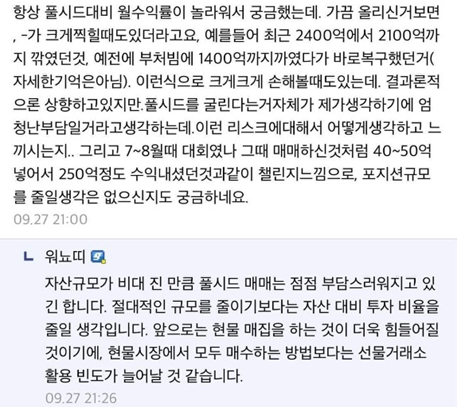 항상 풀시드대비 월수익률이 놀라워서 궁금했는데. 가끔 올리신거보면
, -가 크게찍힐때도있더라고요, 예를들어 최근 2400억에서 2100억까
지 깎였던것, 예전에 부처빔에 1400억까지까였다가 바로복구했던거(
자세한기억은아님). 이런식으로 크게크게 손해볼때도있는데. 결과론적
으론 상향하고있지만.풀시드를 굴린다는거자체가 제가생각하기에 엄
청난부담일거라고생각하는데.이런 리스크에대해서 어떻게생각하고 느
끼시는지.. 그리고 7~8월때 대회였나 그때 매매하신것처럼 40~50억
넣어서 250억정도 수익내셨던것과같이 챌린지느낌으로, 포지션규모
를 줄일생각은 없으신지도 궁금하네요.
09.27 21:00
워뇨띠
자산규모가 비대 진 만큼 풀시드 매매는 점점 부담스러워지고 있
긴 합니다. 절대적인 규모를 줄이기보다는 자산 대비 투자 비율을
줄일 생각입니다. 앞으로는 현물 매집을 하는 것이 더욱 힘들어질
것이기에, 현물시장에서 모두 매수하는 방법보다는 선물거래소
활용 빈도가 늘어날 것 같습니다.
09.27 21:26